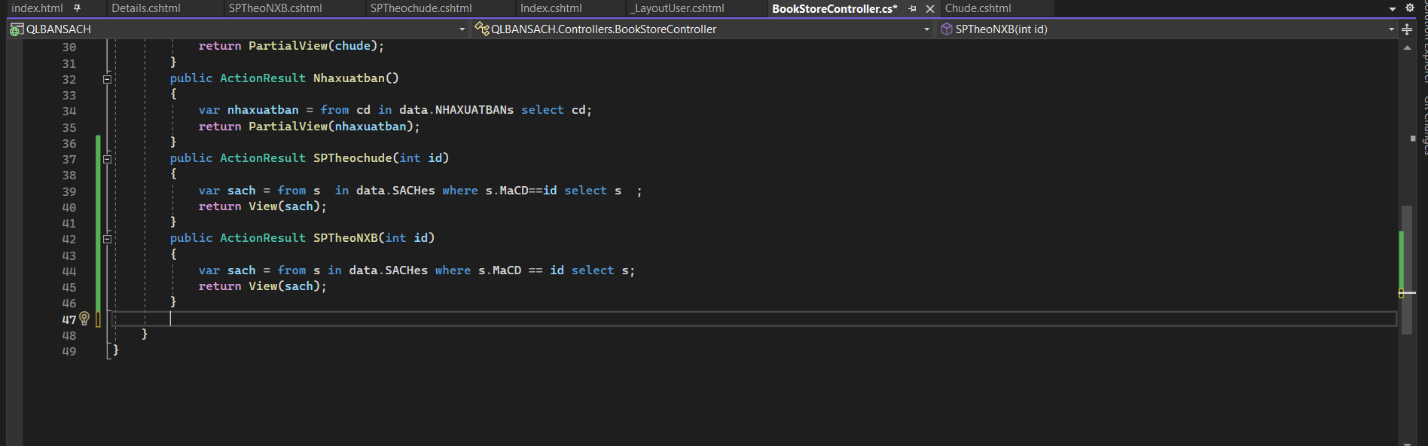 index.html
Details.cshtml
SPTheoNXB.cshtml
SPTheochude.cshtml
Index.cshtml
_LayoutUser.cshtml
BookStoreController.cs*
Chude.cshtml
QLBANSACH
QLBANSACH.Controllers.BookStoreController
SPTheoNXB(int id)
30 return PartialView(chude);
31 }
32 public ActionResult Nhaxuatban()
33 {
34 var nhaxuatban = from cd in data.NHAXUATBANs select cd;
35 return PartialView(nhaxuatban);
36 }
37 public ActionResult SPTheochude(int id)
38 {
39 var sach = from s  in data.SACHes where s.MaCD==id select s  ;
40 return View(sach);
41 }
42 public ActionResult SPTheoNXB(int id)
43 {
44 var sach = from s in data.SACHes where s.MaCD == id select s;
45 return View(sach);
46 }
47
48 }
49 }